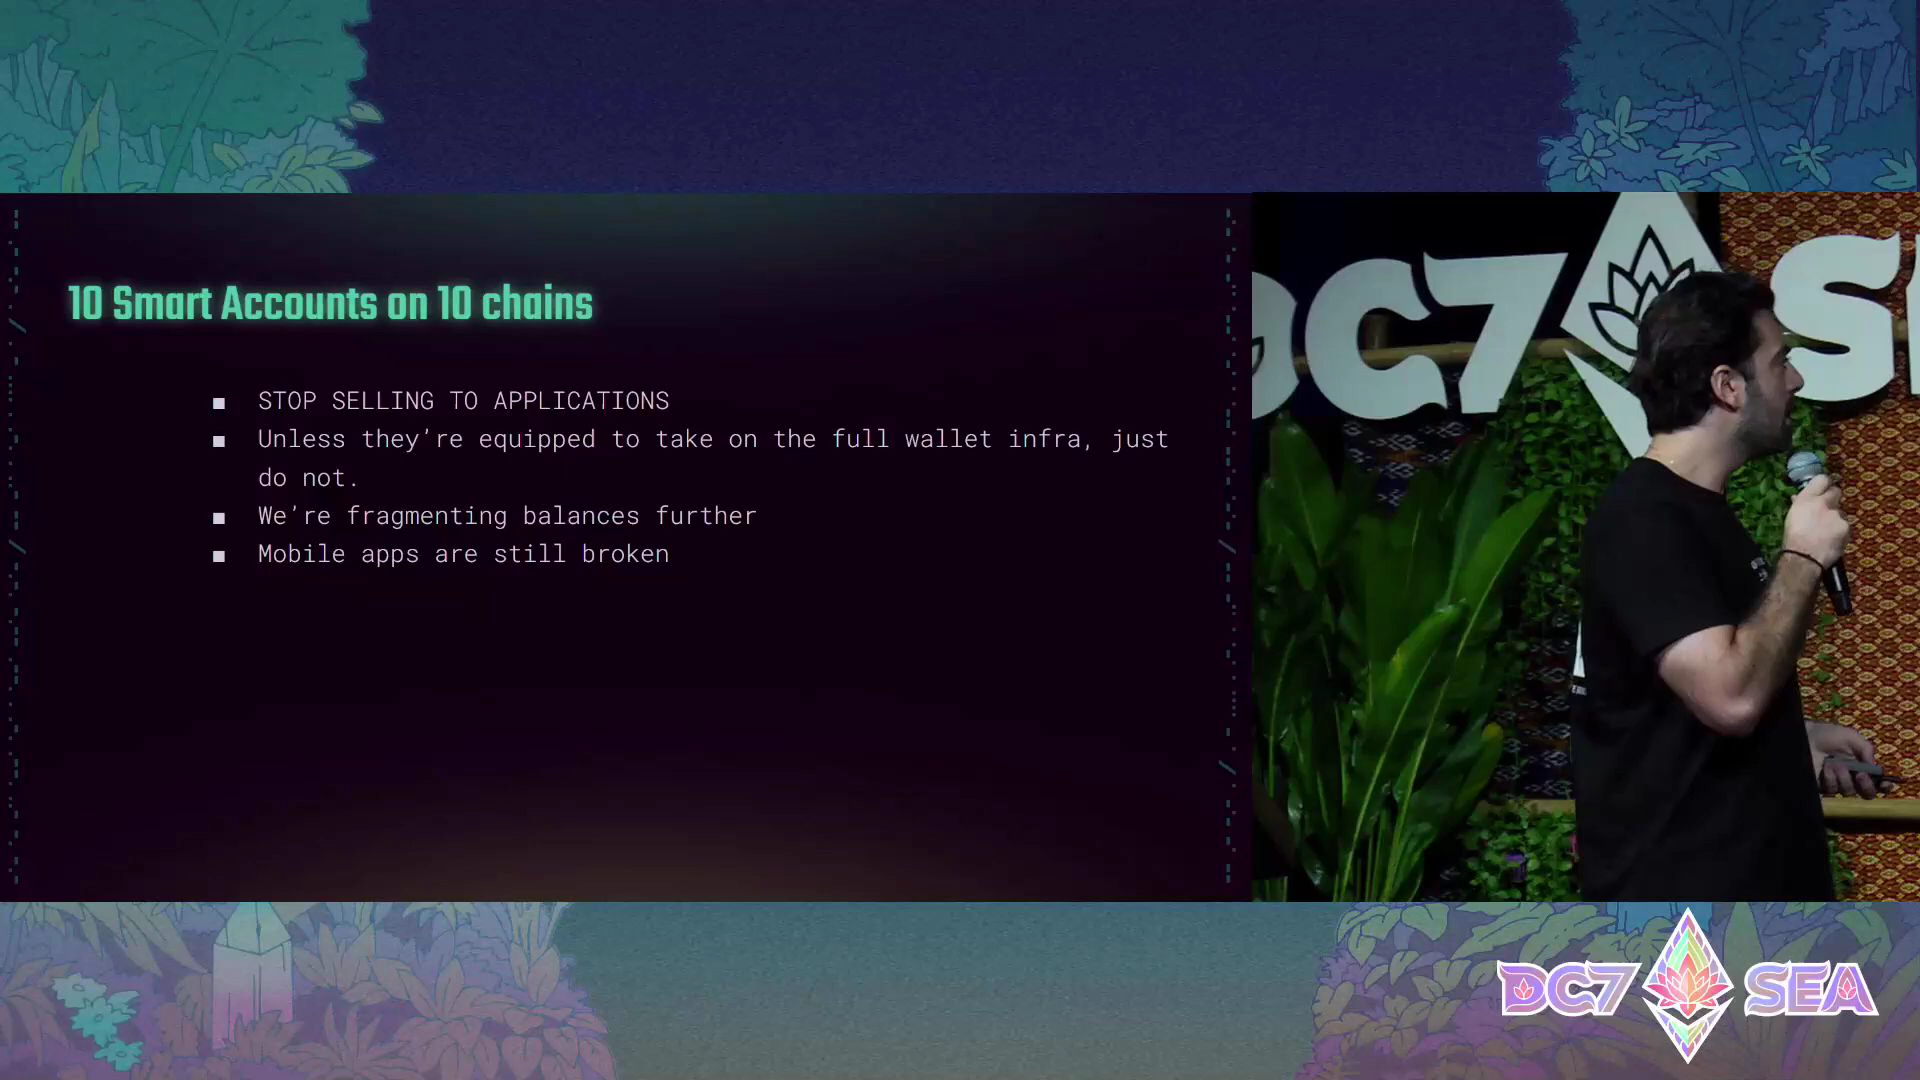 10 Smart Accounts on 10 chains
■ STOP SELLING TO APPLICATIONS
■ Unless they’re equipped to take on the full wallet infra, just
do not.
■ We’re fragmenting balances further
■ Mobile apps are still broken
DC7 S
DC7 SEA